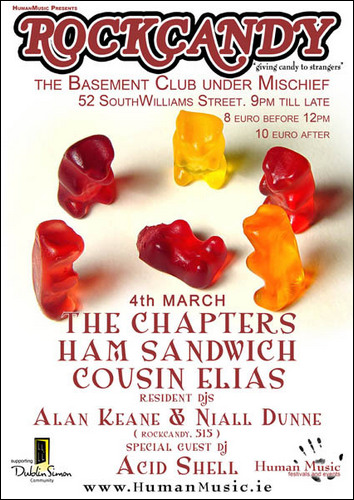 HumanMusic Presents
ROCKCANDY
"giving candy to strangers"
the Basement Club under Mischief
52 SouthWilliams Street. 9pm till late
8 euro before 12pm
10 euro after
4th MARCH
The Chapters
Ham Sandwich
Cousin Elias
resident djs
Alan Keane & Niall Dunne
( rockcandy, 515 )
special guest dj
Acid Shell
supporting
Dublin Simon
Community
Human Music
festivals and events
www.HumanMusic.ie